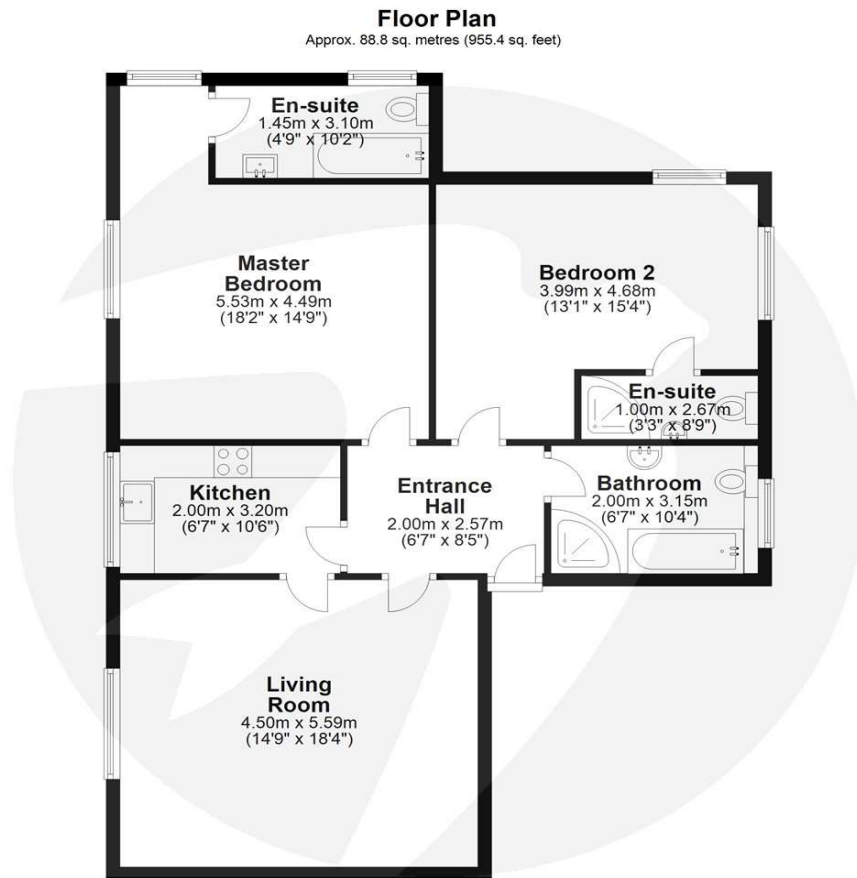 Floor Plan
Approx. 88.8 sq. metres (955.4 sq. feet)
En-suite
1.45m x 3.10m
(4'9" x 10'2")
Master
Bedroom
5.53m x 4.49m
(18'2" x 14'9")
Bedroom 2
3.99m x 4.68m
(13'1" x 15'4")
En-suite
1.00m x 2.67m
(3'3" x 8'9")
Kitchen
2.00m x 3.20m
(6'7" x 10'6")
Entrance
Hall
2.00m x 2.57m
(6'7" x 8'5")
Bathroom
2.00m x 3.15m
(6'7" x 10'4")
Living
Room
4.50m x 5.59m
(14'9" x 18'4")